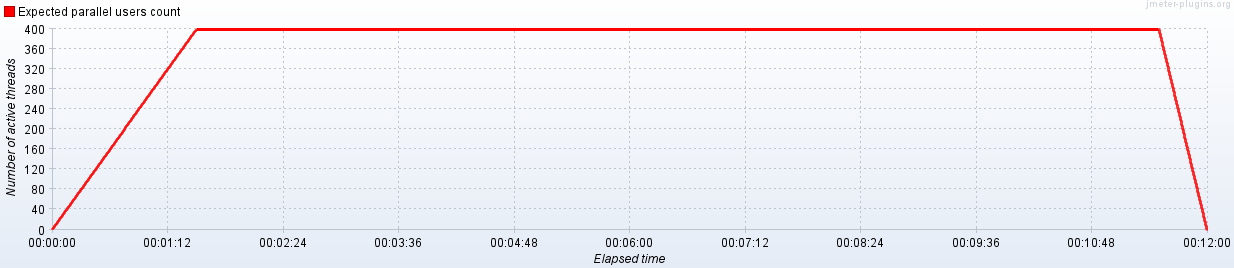 jmeter-plugins.org
Expected parallel users count
400
360
320
280
240
200
160
120
80
40
0
Number of active threads
00:00:00 00:01:12 00:02:24 00:03:36 00:04:48 00:06:00 00:07:12 00:08:24 00:09:36 00:10:48 00:12:00
Elapsed time